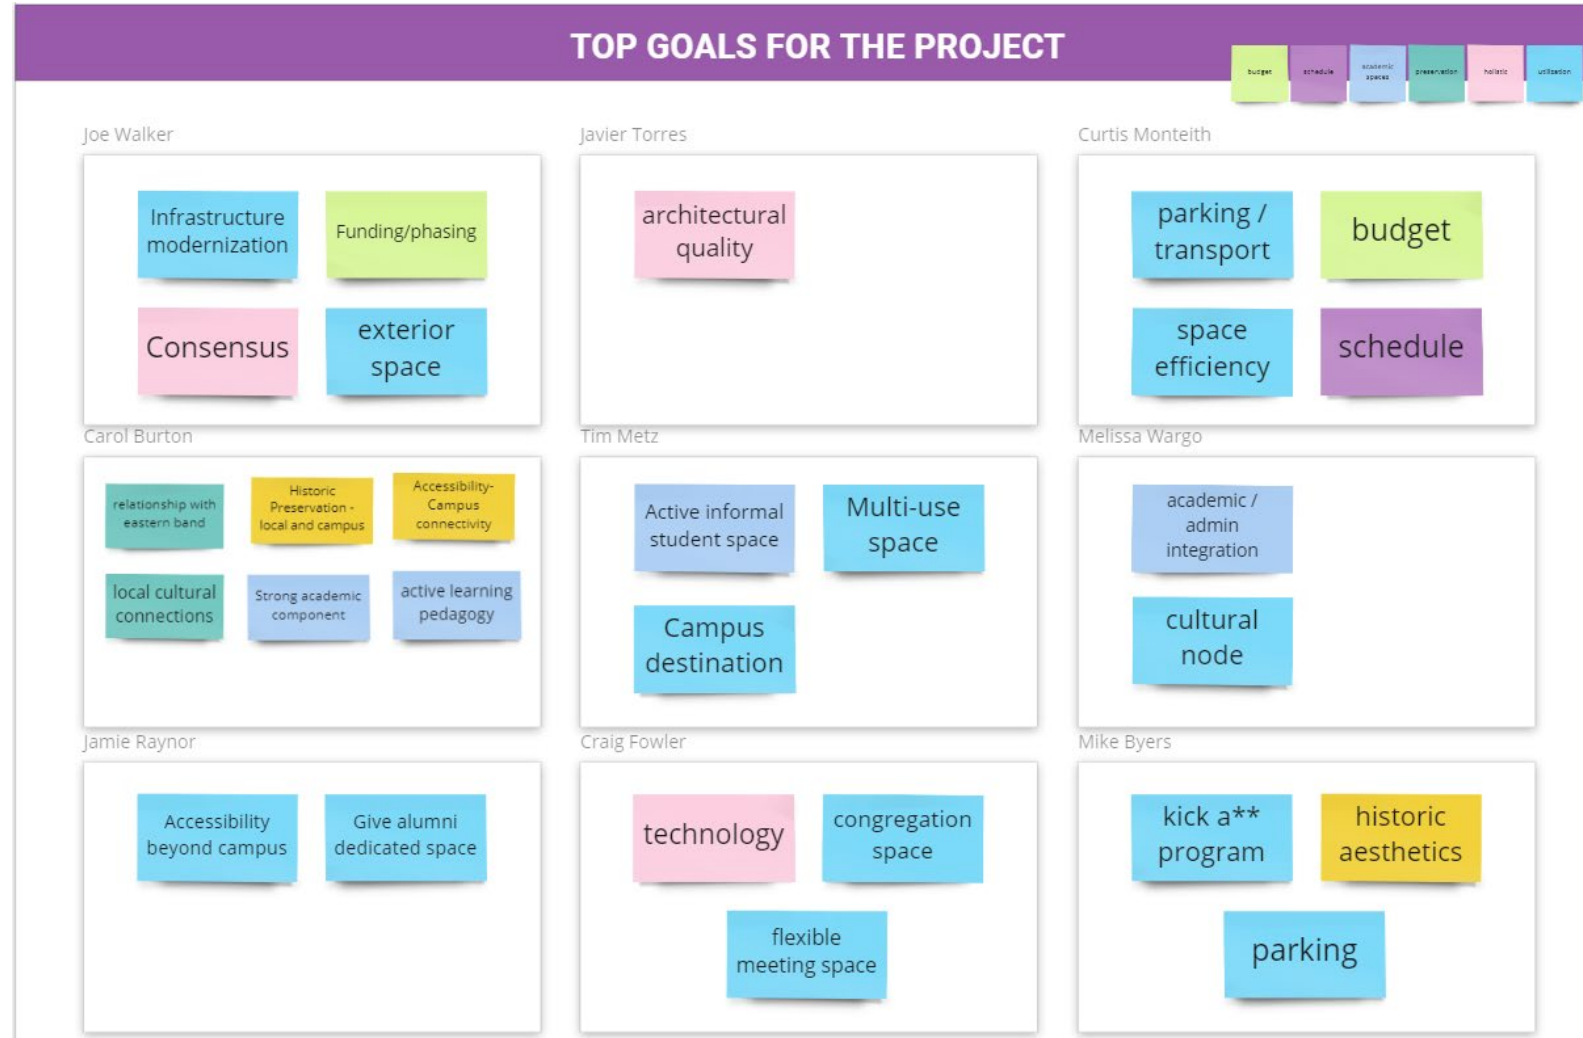 TOP GOALS FOR THE PROJECT
budget
schedule
academic
spaces
preservation
holistic
utilization
Joe Walker
Infrastructure
modernization
Funding/phasing
Consensus
exterior
space
Javier Torres
architectural
quality
Curtis Monteith
parking /
transport
budget
space
efficiency
schedule
Carol Burton
relationship with
eastern band
Historic
Preservation -
local and campus
Accessibility-
Campus
connectivity
local cultural
connections
Strong academic
component
active learning
pedagogy
Tim Metz
Active informal
student space
Multi-use
space
Campus
destination
Melissa Wargo
academic /
admin
integration
cultural
node
Jamie Raynor
Accessibility
beyond campus
Give alumni
dedicated space
Craig Fowler
technology
congregation
space
flexible
meeting space
Mike Byers
kick a**
program
historic
aesthetics
parking